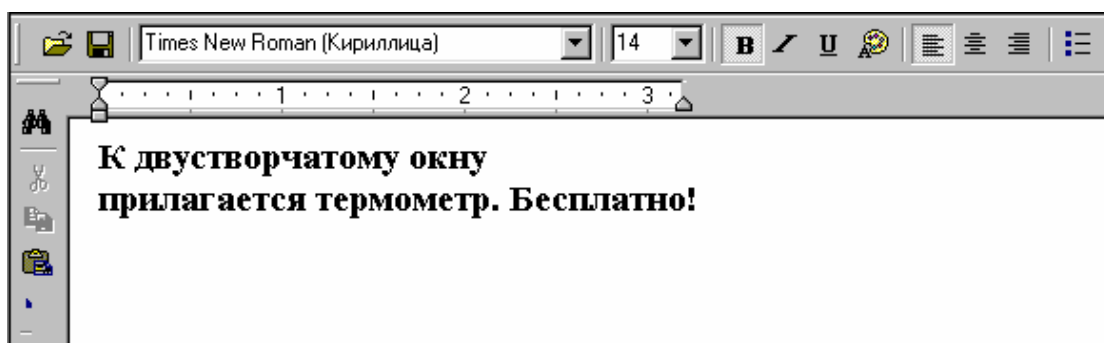 Times New Roman (Кириллица) 14 B I U
1 2 3
К двустворчатому окну
прилагается термометр. Бесплатно!